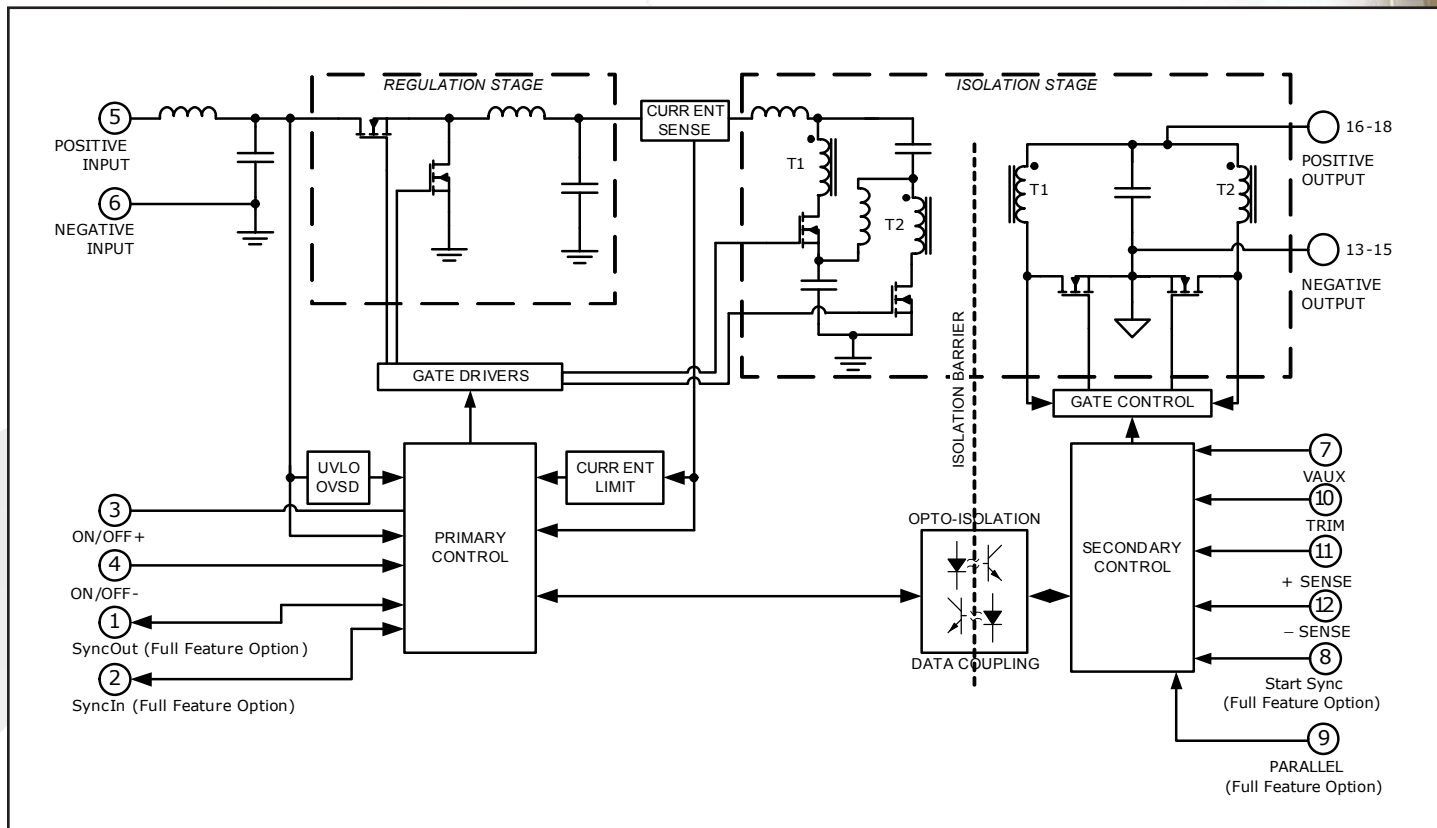 REGULATION STAGE
ISOLATION STAGE
5
POSITIVE
INPUT
6
NEGATIVE
INPUT
CURRENT
SENSE
T1
T2
T1
T2
16-18
POSITIVE
OUTPUT
13-15
NEGATIVE
OUTPUT
ISOLATION BARRIER
GATE DRIVERS
GATE CONTROL
UVLO
OVSD
CURRENT
LIMIT
PRIMARY
CONTROL
3
ON/OFF+
4
ON/OFF-
1
SyncOut (Full Feature Option)
2
SyncIn (Full Feature Option)
OPTO-ISOLATION
DATA COUPLING
SECONDARY
CONTROL
7
VAUX
10
TRIM
11
+ SENSE
12
− SENSE
8
Start Sync
(Full Feature Option)
9
PARALLEL
(Full Feature Option)